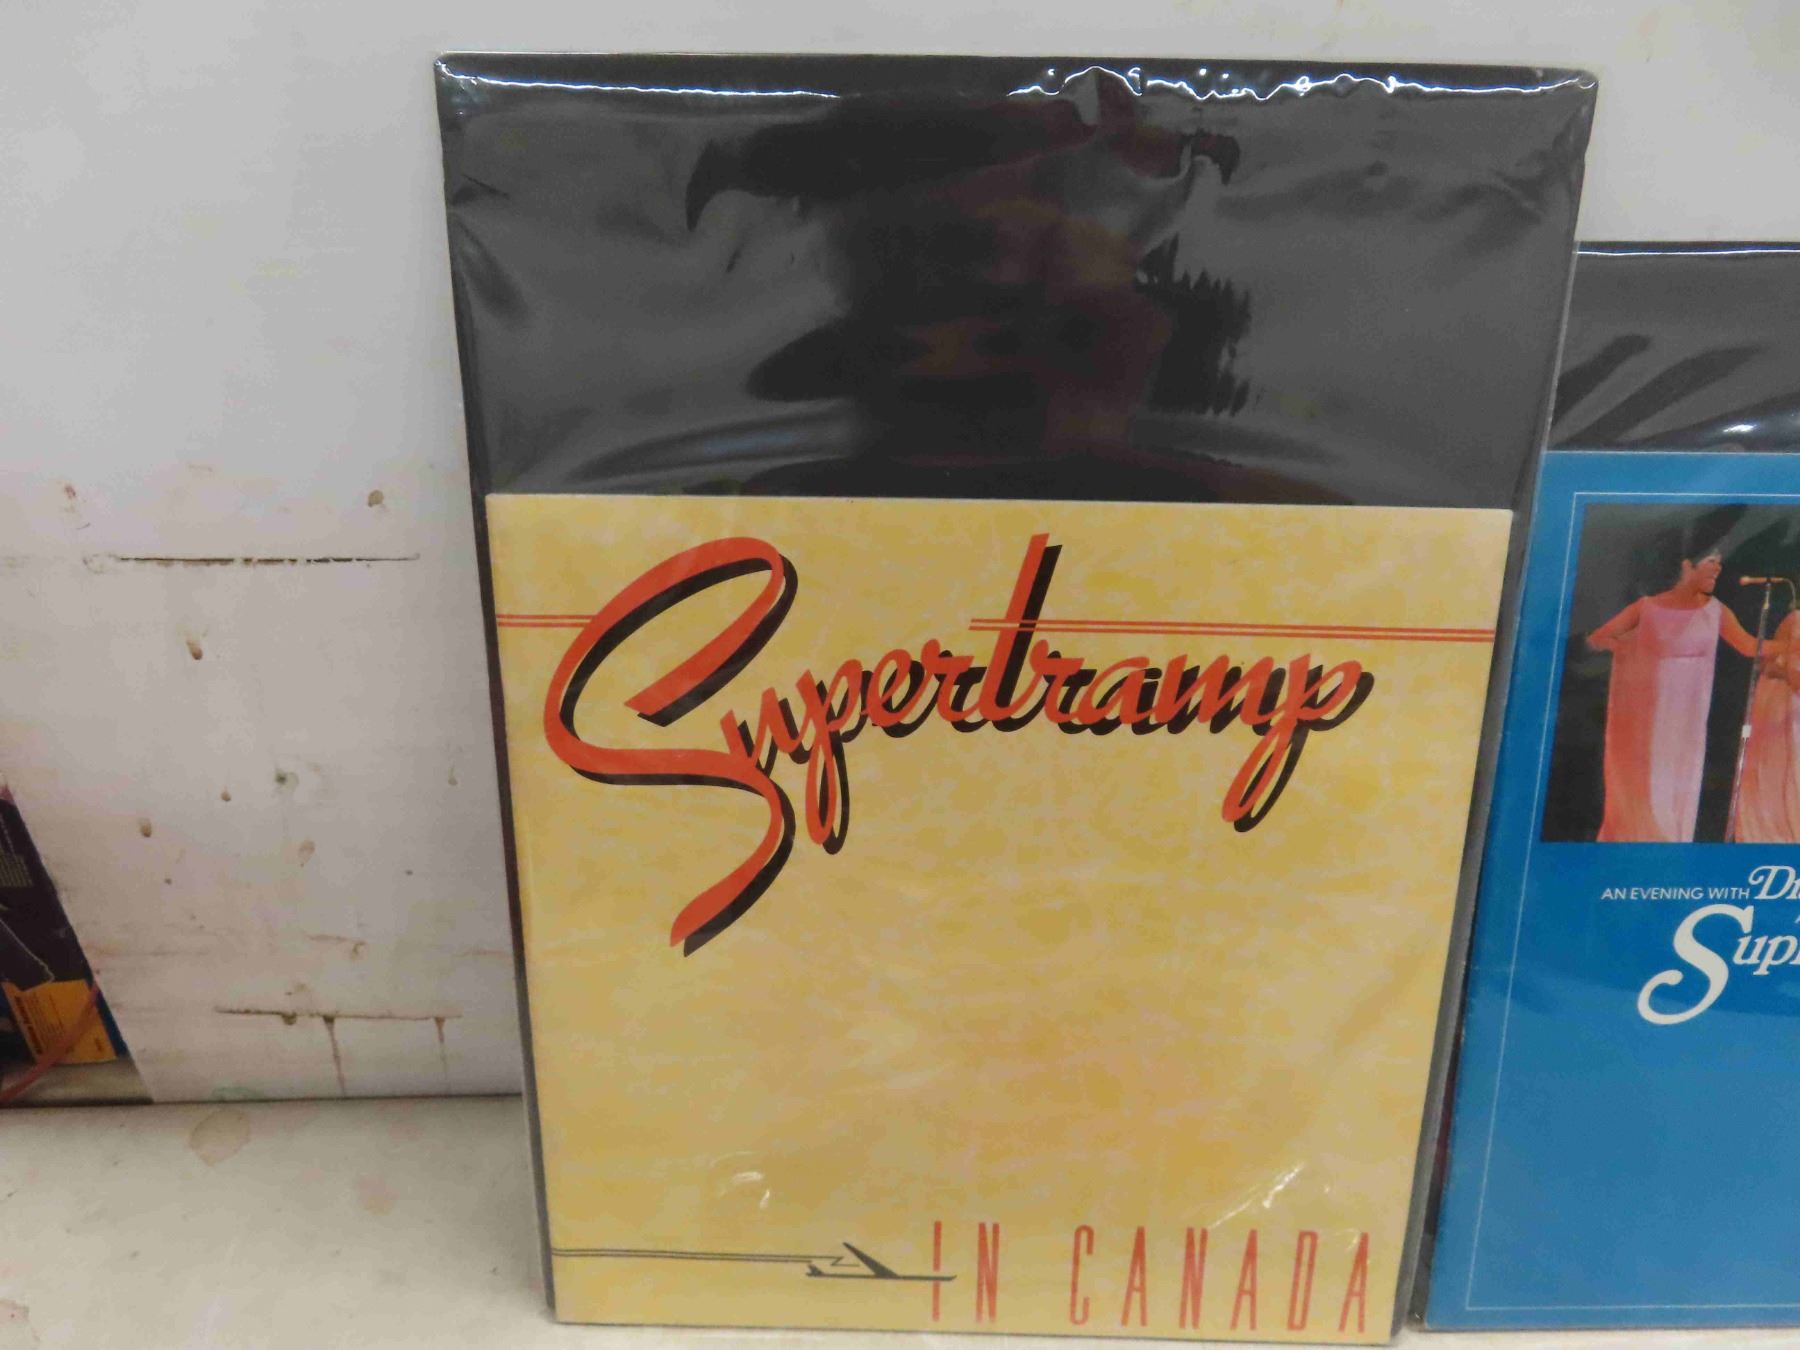 Supertramp
IN CANADA
AN EVENING WITH